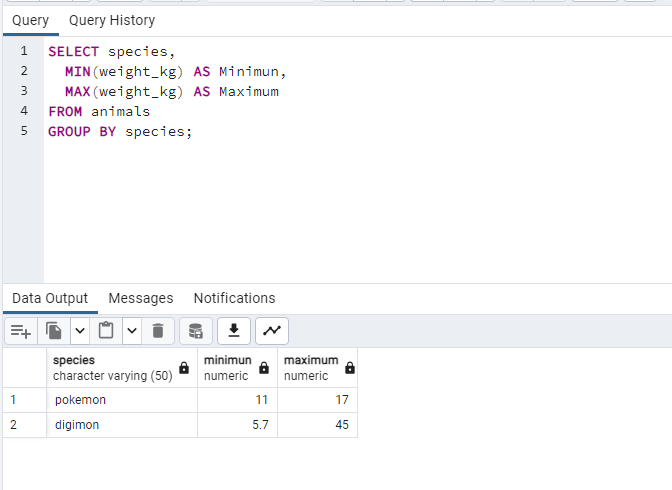 Query Query History
1 SELECT species,
2 MIN(weight_kg) AS Minimun,
3 MAX(weight_kg) AS Maximum
4 FROM animals
5 GROUP BY species;
Data Output Messages Notifications
species minimun maximum
character varying (50) numeric numeric
1 pokemon 11 17
2 digimon 5.7 45